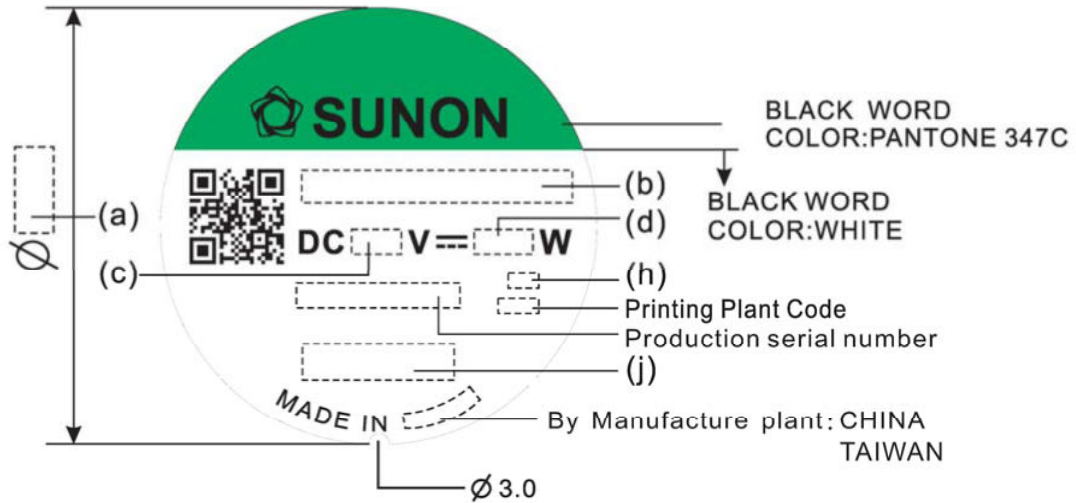 SUNON
BLACK WORD
COLOR:PANTONE 347C
(b)
BLACK WORD
COLOR:WHITE
(a)
(d)
DC V⎓ W
(c)
(h)
Printing Plant Code
Production serial number
(j)
MADE IN
By Manufacture plant: CHINA
TAIWAN
Ø
Ø 3.0